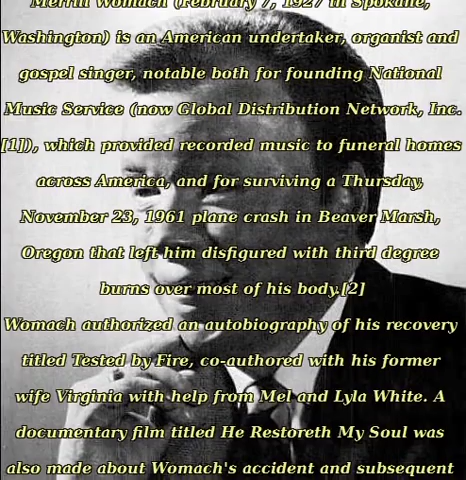 Merrill Womach (February 7, 1927 in Spokane,
Washington) is an American undertaker, organist and
gospel singer, notable both for founding National
Music Service (now Global Distribution Network, Inc.
[1]), which provided recorded music to funeral homes
across America, and for surviving a Thursday,
November 23, 1961 plane crash in Beaver Marsh,
Oregon that left him disfigured with third degree
burns over most of his body.[2]
Womach authorized an autobiography of his recovery
titled Tested by Fire, co-authored with his former
wife Virginia with help from Mel and Lyla White. A
documentary film titled He Restoreth My Soul was
also made about Womach's accident and subsequent